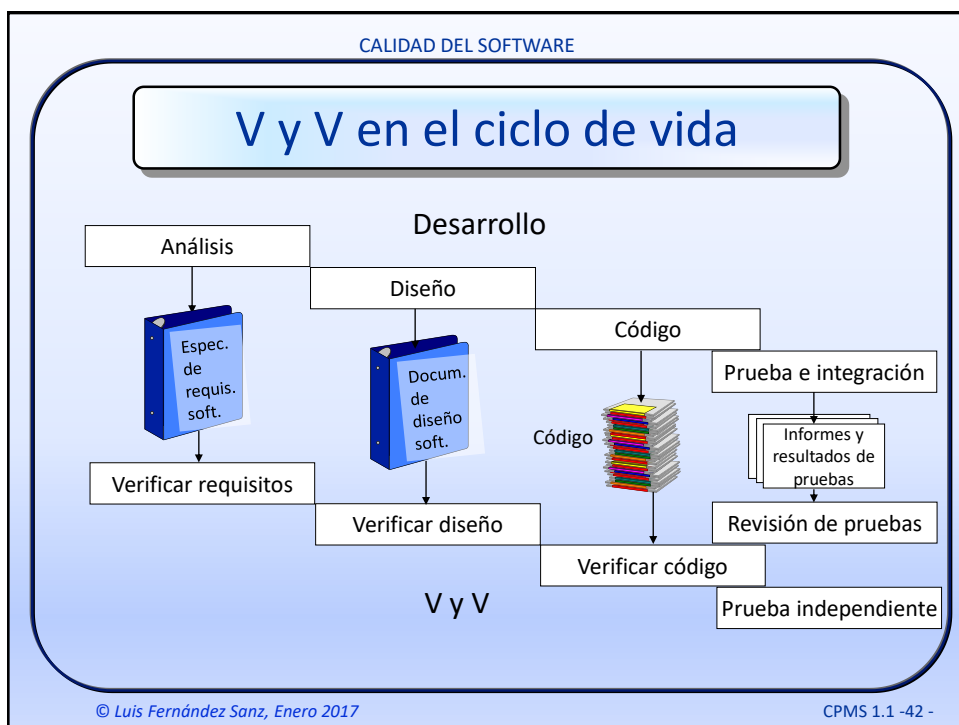 CALIDAD DEL SOFTWARE
V y V en el ciclo de vida
Desarrollo
Análisis
Diseño
Código
Prueba e integración
Espec.
de
requis.
soft.
Docum.
de
diseño
soft.
Código
Informes y
resultados de
pruebas
Verificar requisitos
Verificar diseño
Revisión de pruebas
Verificar código
V y V
Prueba independiente
© Luis Fernández Sanz, Enero 2017
CPMS 1.1 -42 -